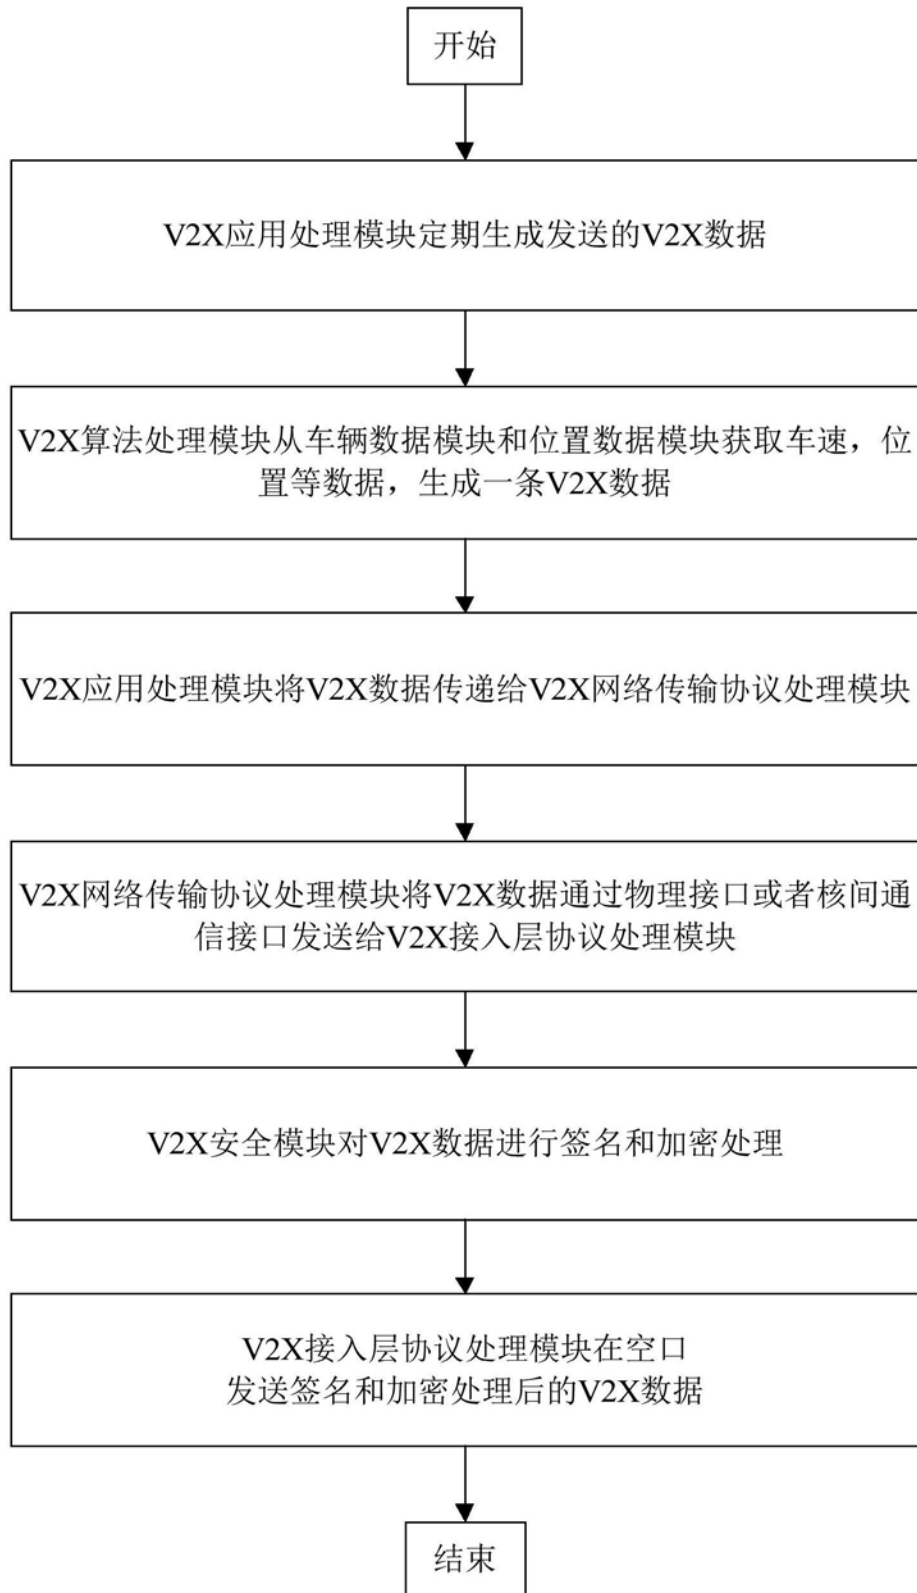 开始
V2X应用处理模块定期生成发送的V2X数据
V2X算法处理模块从车辆数据模块和位置数据模块获取车速，位
置等数据，生成一条V2X数据
V2X应用处理模块将V2X数据传递给V2X网络传输协议处理模块
V2X网络传输协议处理模块将V2X数据通过物理接口或者核间通
信接口发送给V2X接入层协议处理模块
V2X安全模块对V2X数据进行签名和加密处理
V2X接入层协议处理模块在空口
发送签名和加密处理后的V2X数据
结束